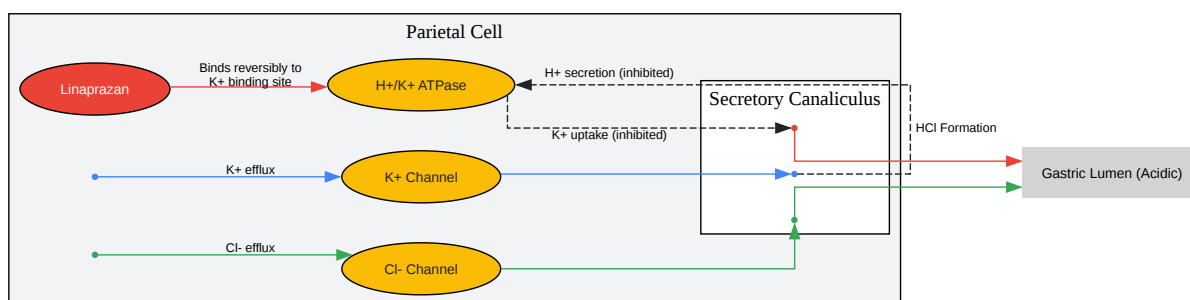 Parietal Cell
Linaprazan
Binds reversibly to
K+ binding site
H+/K+ ATPase
H+ secretion (inhibited)
Secretory Canaliculus
K+ uptake (inhibited)
HCl Formation
K+ efflux
K+ Channel
Gastric Lumen (Acidic)
Cl- efflux
Cl- Channel